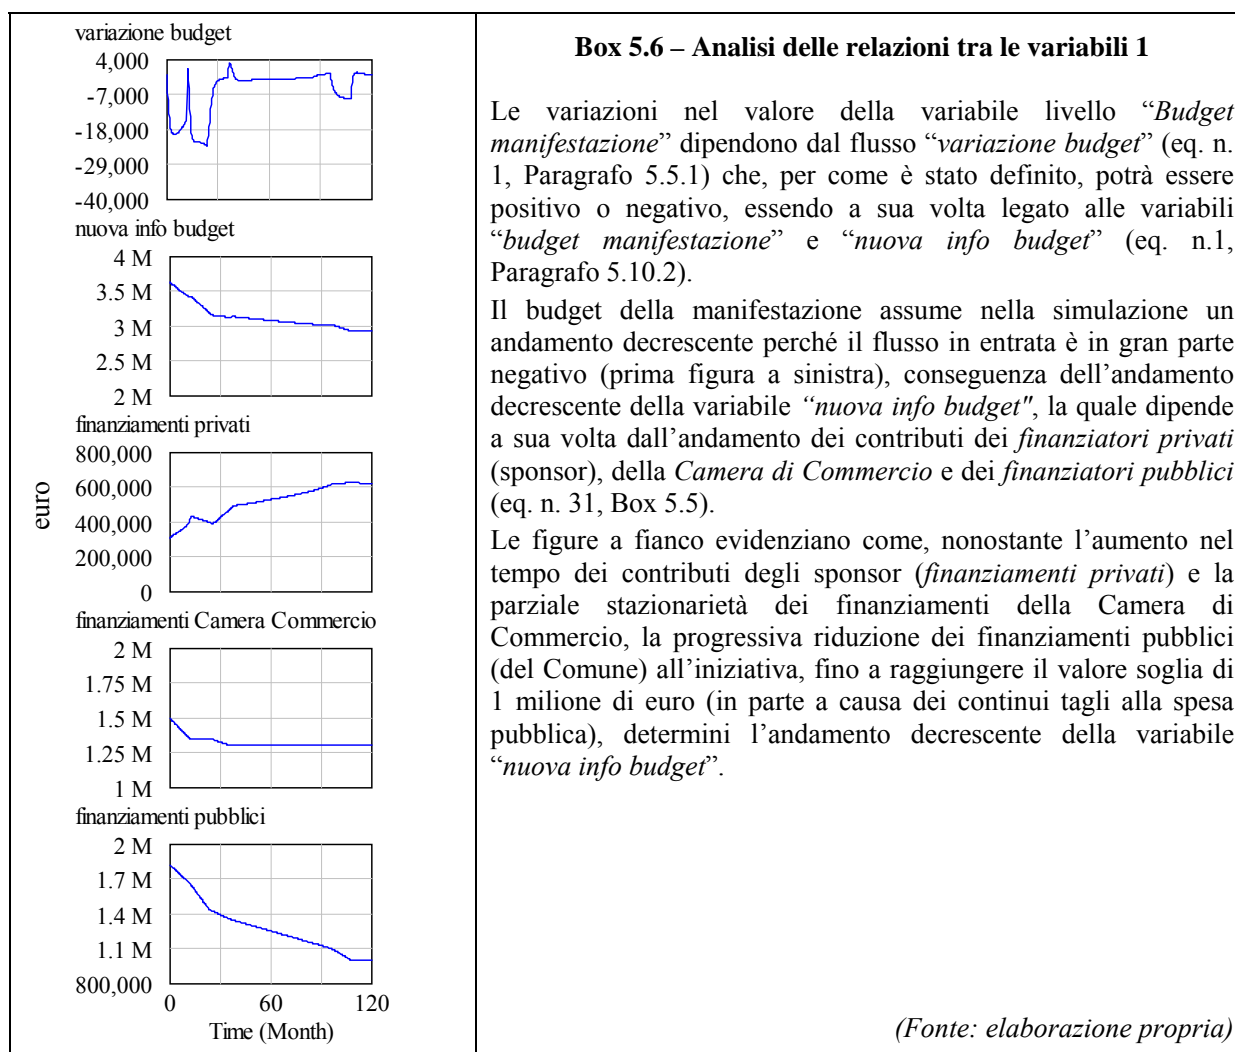 variazione budget
4,000
-7,000
-18,000
-29,000
-40,000
nuova info budget
4 M
3.5 M
3 M
2.5 M
2 M
finanziamenti privati
800,000
600,000
400,000
200,000
0
euro
finanziamenti Camera Commercio
2 M
1.75 M
1.5 M
1.25 M
1 M
finanziamenti pubblici
2 M
1.7 M
1.4 M
1.1 M
800,000
0 60 120
Time (Month)
Box 5.6 – Analisi delle relazioni tra le variabili 1
Le variazioni nel valore della variabile livello “Budget
manifestazione” dipendono dal flusso “variazione budget” (eq. n.
1, Paragrafo 5.5.1) che, per come è stato definito, potrà essere
positivo o negativo, essendo a sua volta legato alle variabili
“budget manifestazione” e “nuova info budget” (eq. n.1,
Paragrafo 5.10.2).
Il budget della manifestazione assume nella simulazione un
andamento decrescente perché il flusso in entrata è in gran parte
negativo (prima figura a sinistra), conseguenza dell’andamento
decrescente della variabile “nuova info budget", la quale dipende
a sua volta dall’andamento dei contributi dei finanziatori privati
(sponsor), della Camera di Commercio e dei finanziatori pubblici
(eq. n. 31, Box 5.5).
Le figure a fianco evidenziano come, nonostante l’aumento nel
tempo dei contributi degli sponsor (finanziamenti privati) e la
parziale stazionarietà dei finanziamenti della Camera di
Commercio, la progressiva riduzione dei finanziamenti pubblici
(del Comune) all’iniziativa, fino a raggiungere il valore soglia di
1 milione di euro (in parte a causa dei continui tagli alla spesa
pubblica), determini l’andamento decrescente della variabile
“nuova info budget”.
(Fonte: elaborazione propria)